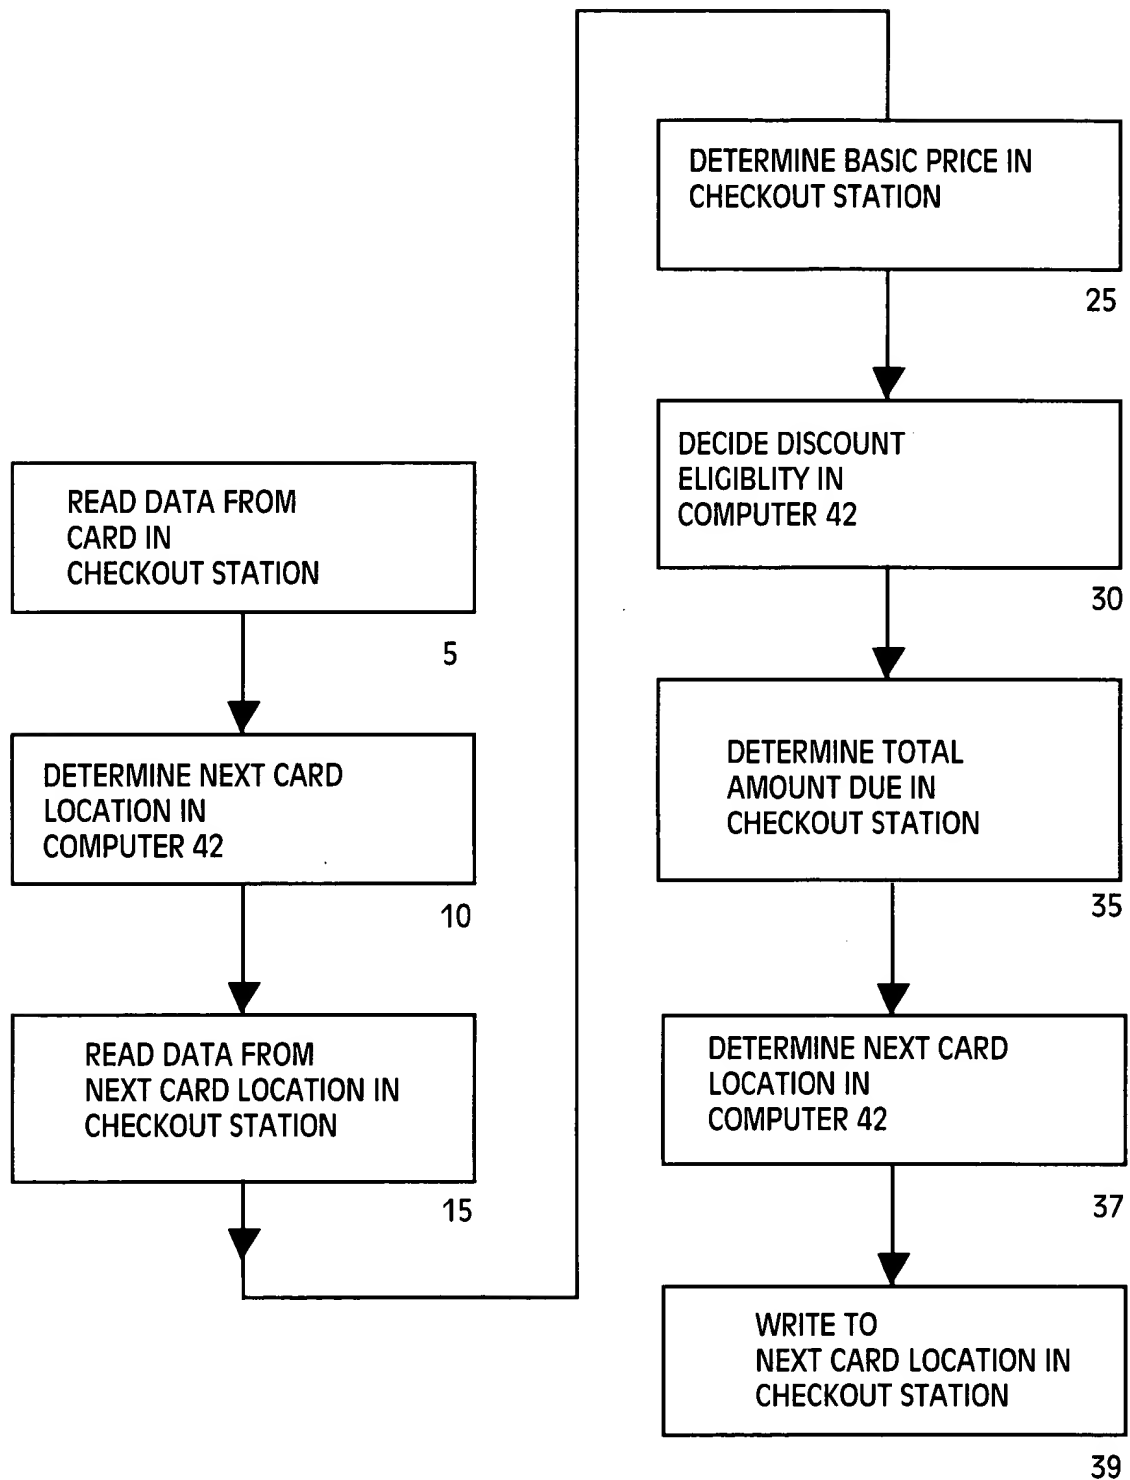 READ DATA FROM
CARD IN
CHECKOUT STATION
5
DETERMINE NEXT CARD
LOCATION IN
COMPUTER 42
10
READ DATA FROM
NEXT CARD LOCATION IN
CHECKOUT STATION
15
DETERMINE BASIC PRICE IN
CHECKOUT STATION
25
DECIDE DISCOUNT
ELIGIBLITY IN
COMPUTER 42
30
DETERMINE TOTAL
AMOUNT DUE IN
CHECKOUT STATION
35
DETERMINE NEXT CARD
LOCATION IN
COMPUTER 42
37
WRITE TO
NEXT CARD LOCATION IN
CHECKOUT STATION
39